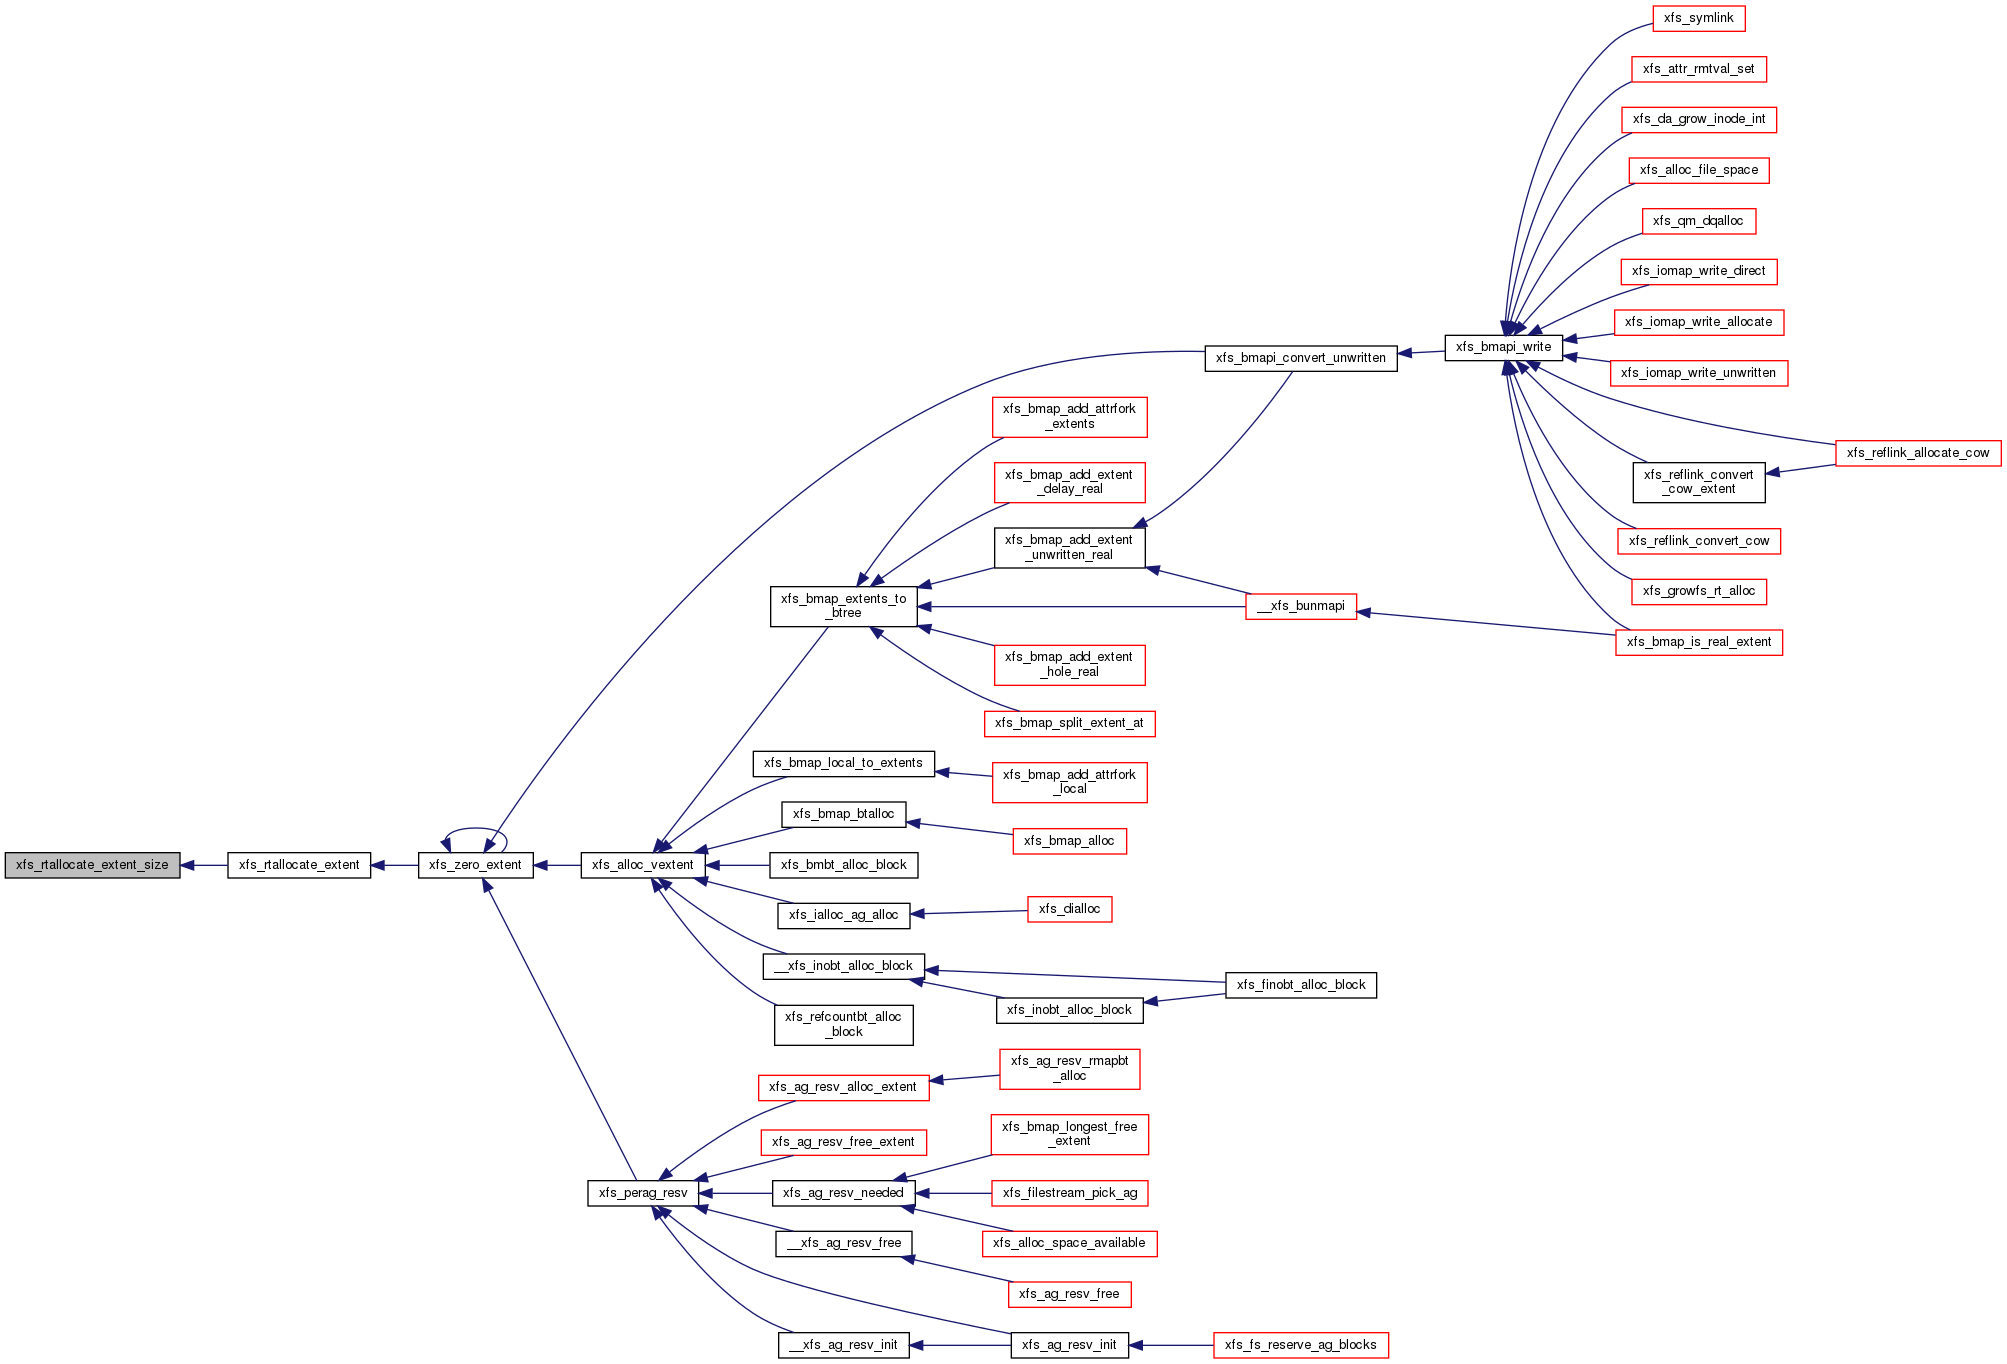 xfs_symlink
xfs_attr_rmtval_set
xfs_da_grow_inode_int
xfs_alloc_file_space
xfs_qm_dqalloc
xfs_iomap_write_direct
xfs_iomap_write_allocate
xfs_bmapi_write
xfs_bmapi_convert_unwritten
xfs_iomap_write_unwritten
xfs_bmap_add_attrfork
_extents
xfs_reflink_allocate_cow
xfs_bmap_add_extent
_delay_real
xfs_reflink_convert
_cow_extent
xfs_bmap_add_extent
_unwritten_real
xfs_reflink_convert_cow
xfs_growfs_rt_alloc
xfs_bmap_extents_to
_btree
__xfs_bunmapi
xfs_bmap_is_real_extent
xfs_bmap_add_extent
_hole_real
xfs_bmap_split_extent_at
xfs_bmap_local_to_extents
xfs_bmap_add_attrfork
_local
xfs_bmap_btalloc
xfs_bmap_alloc
xfs_rtallocate_extent_size
xfs_rtallocate_extent
xfs_zero_extent
xfs_alloc_vextent
xfs_bmbt_alloc_block
xfs_ialloc_ag_alloc
xfs_dialloc
__xfs_inobt_alloc_block
xfs_finobt_alloc_block
xfs_inobt_alloc_block
xfs_refcountbt_alloc
_block
xfs_ag_resv_rmapbt
_alloc
xfs_ag_resv_alloc_extent
xfs_bmap_longest_free
_extent
xfs_ag_resv_free_extent
xfs_perag_resv
xfs_ag_resv_needed
xfs_filestream_pick_ag
__xfs_ag_resv_free
xfs_alloc_space_available
xfs_ag_resv_free
__xfs_ag_resv_init
xfs_ag_resv_init
xfs_fs_reserve_ag_blocks